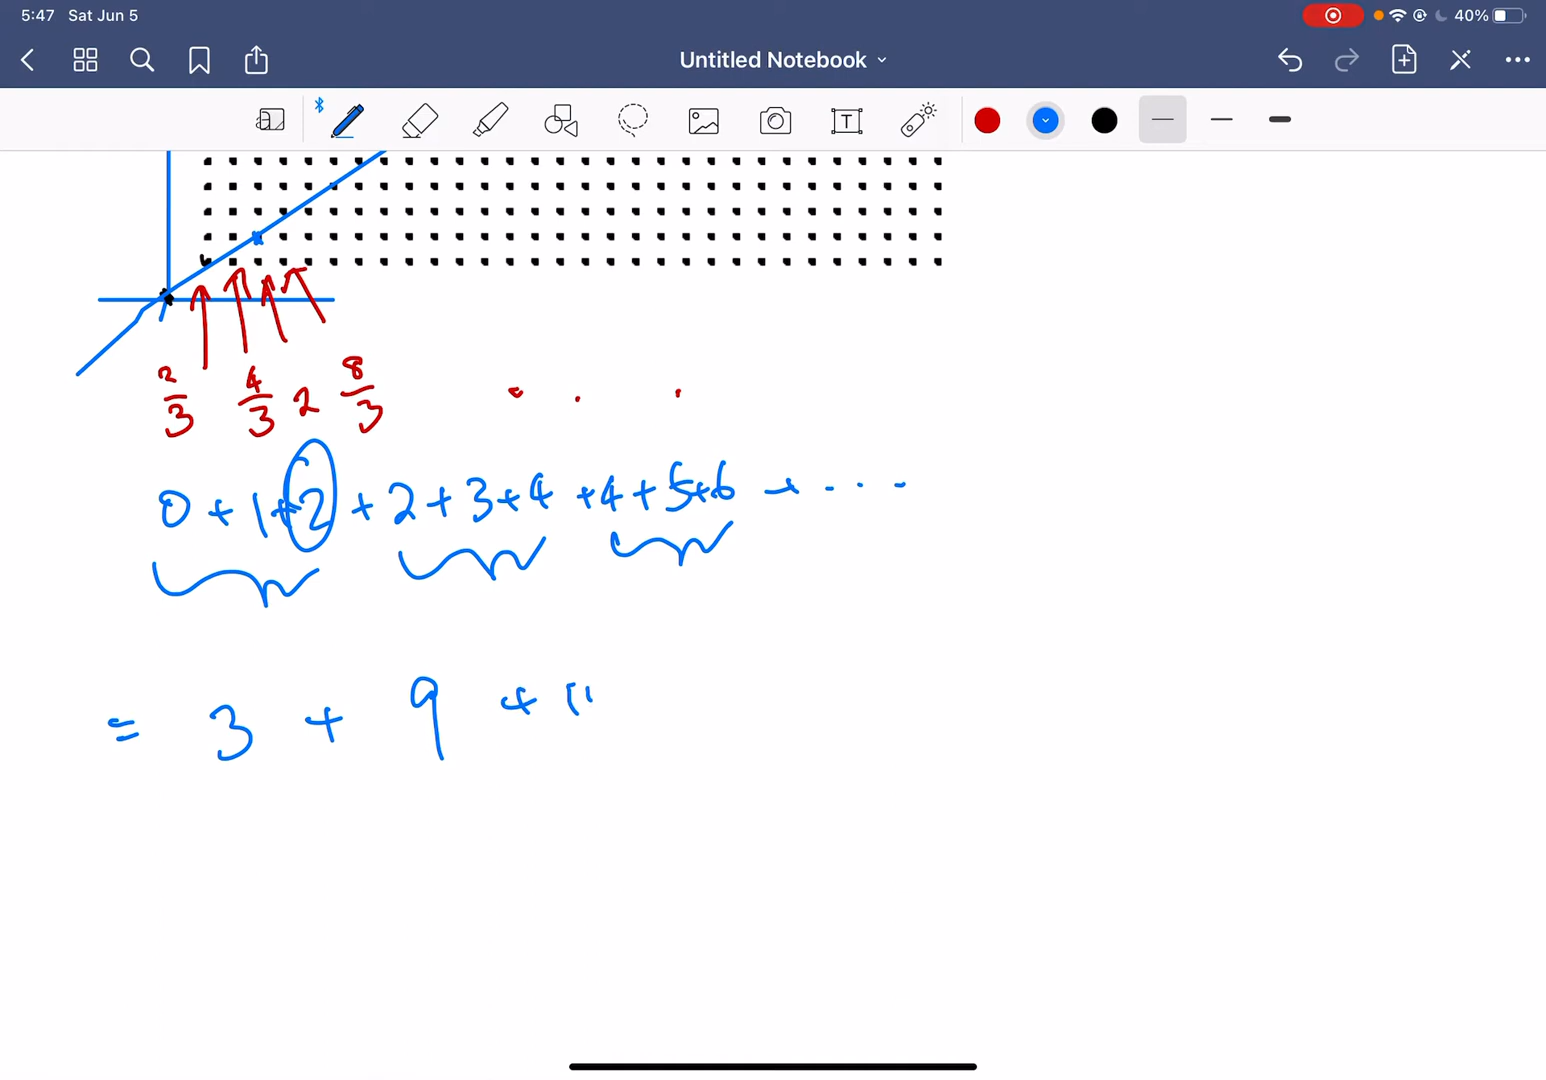 5:47 Sat Jun 5 40%
Untitled Notebook
T
2/3 4/3 2 8/3 . . .
0 + 1 + 2 + 2 + 3 + 4 + 4 + 5 + 6 + ...
= 3 + 9 +